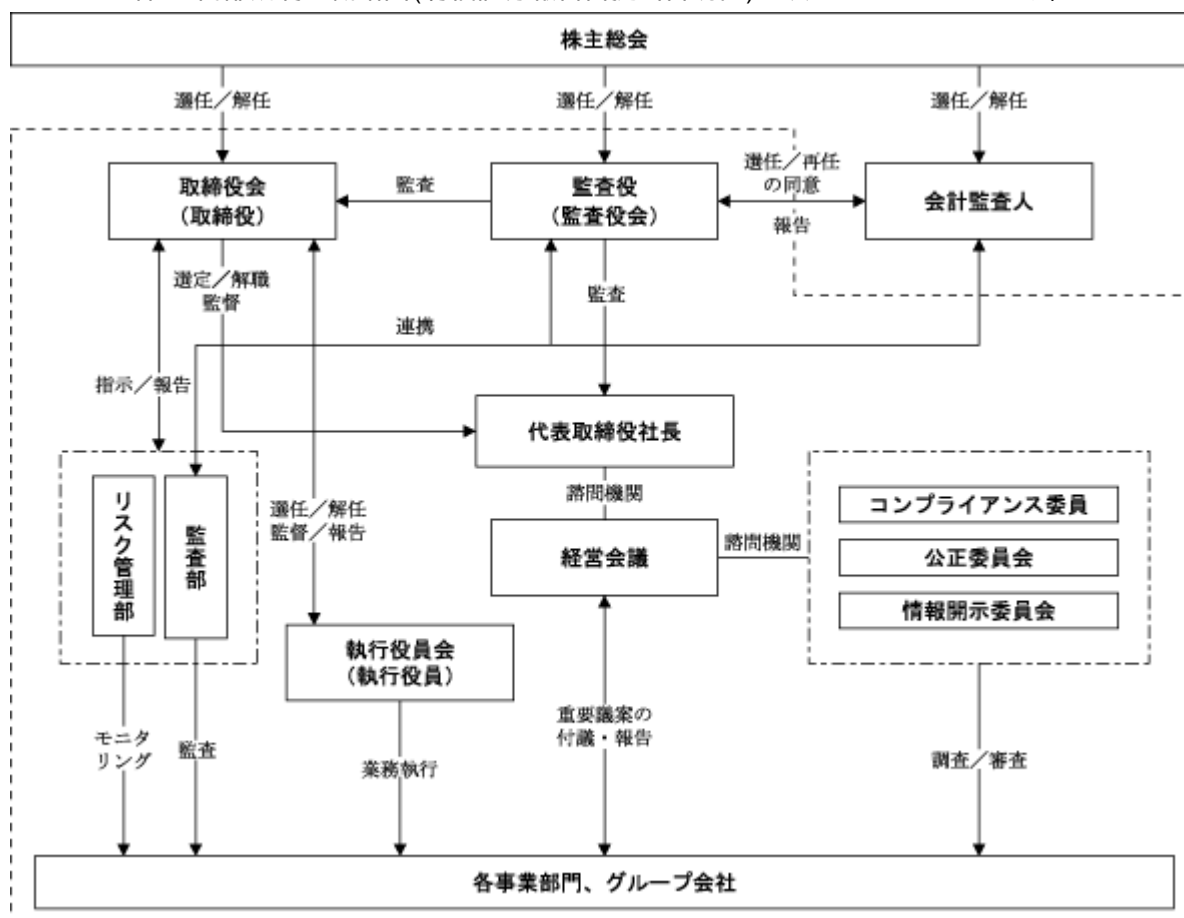 株主総会
選任／解任
選任／解任
選任／解任
取締役会
(取締役)
監査
監査役
(監査役会)
選任／再任
の同意
報告
会計監査人
選定／解職
監督
監査
連携
指示／報告
代表取締役社長
諮問機関
リスク管理部
監査部
選任／解任
監督／報告
経営会議
諮問機関
コンプライアンス委員
公正委員会
情報開示委員会
執行役員会
(執行役員)
モニタ
リング
監査
業務執行
重要議案の
付議・報告
調査／審査
各事業部門、グループ会社